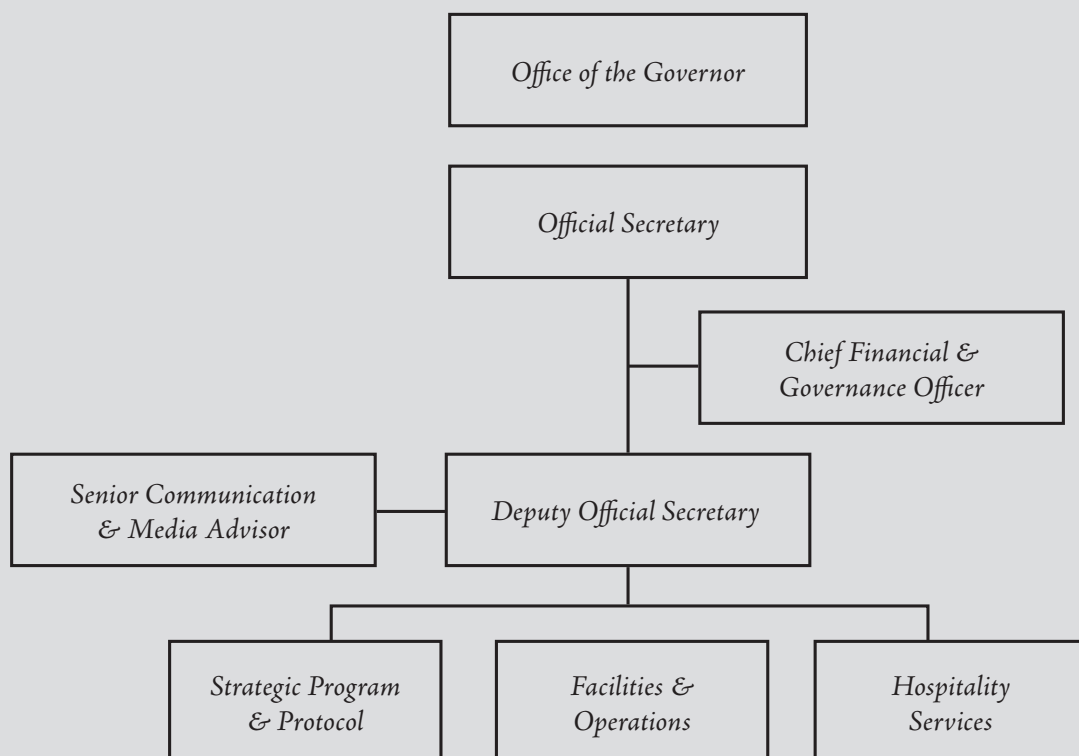 Office of the Governor
Official Secretary
Chief Financial &
Governance Officer
Senior Communication
& Media Advisor
Deputy Official Secretary
Strategic Program
& Protocol
Facilities &
Operations
Hospitality
Services